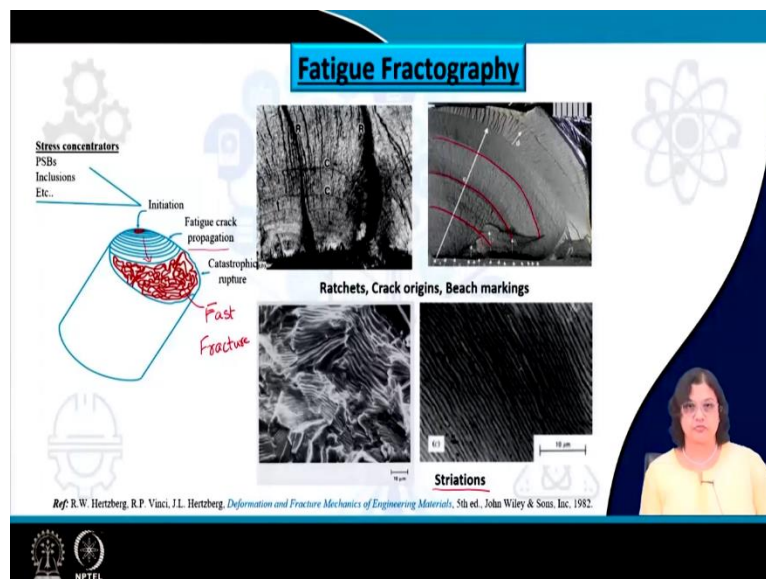 Fatigue Fractography
Stress concentrators
PSBs
Inclusions
Etc..
Initiation
Fatigue crack
propagation
Catastrophic
rupture
Fast
Fracture
R
R
C
C
Ratchets, Crack origins, Beach markings
10 μm
10 μm
Striations
Ref: R.W. Hertzberg, R.P. Vinci, J.L. Hertzberg, Deformation and Fracture Mechanics of Engineering Materials, 5th ed., John Wiley & Sons, Inc, 1982.
NPTEL